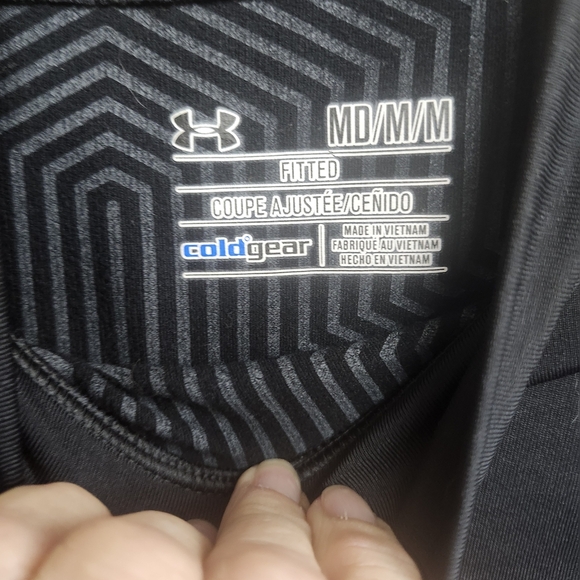 MD/M/M
FITTED
COUPE AJUSTÉE/CEÑIDO
coldgear
MADE IN VIETNAM
FABRIQUÉ AU VIETNAM
HECHO EN VIETNAM